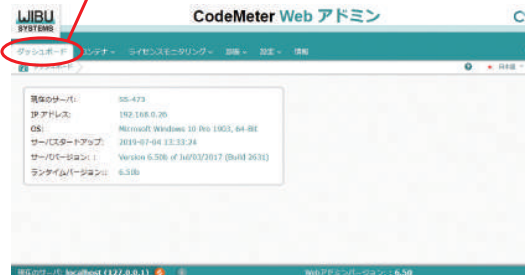 WIBU
SYSTEMS
CodeMeter Web アドミン
ダッシュボード コンテナ ライセンスモニタリング 診断 設定 情報
ダッシュボード 日本語
現在のサーバ: SS-473
IP アドレス: 192.168.0.26
OS: Microsoft Windows 10 Pro 1903, 64-Bit
サーバスタートアップ: 2019-07-04 13:33:24
サーババージョン: : Version 6.50b of Jul/03/2017 (Build 2631)
ランタイムバージョン: 6.50b
現在のサーバ: localhost (127.0.0.1) Webアドミンバージョン: : 6.50